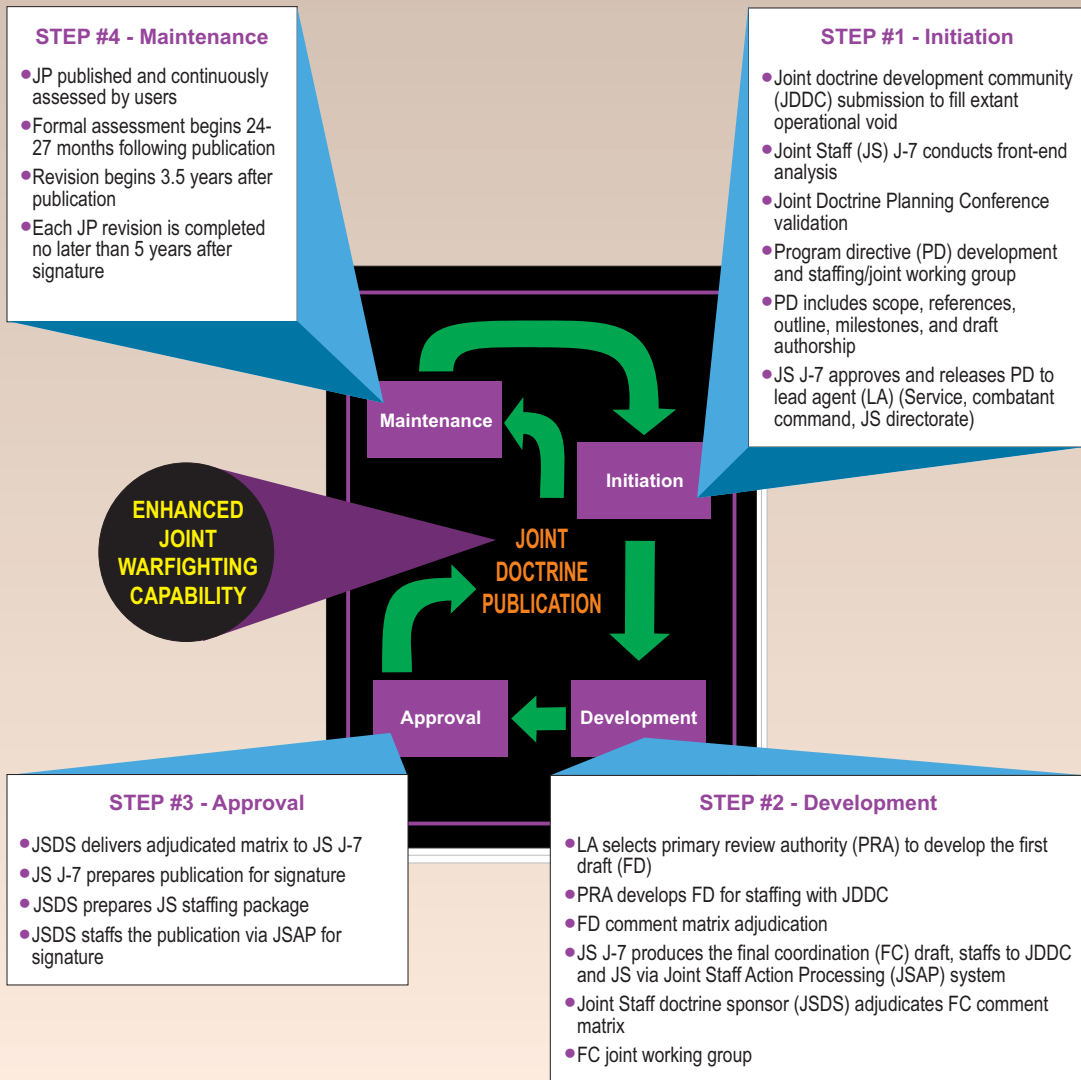 STEP #4 - Maintenance
•JP published and continuously
assessed by users
•Formal assessment begins 24-
27 months following publication
•Revision begins 3.5 years after
publication
•Each JP revision is completed
no later than 5 years after
signature
STEP #1 - Initiation
•Joint doctrine development community
(JDDC) submission to fill extant
operational void
•Joint Staff (JS) J-7 conducts front-end
analysis
•Joint Doctrine Planning Conference
validation
•Program directive (PD) development
and staffing/joint working group
•PD includes scope, references,
outline, milestones, and draft
authorship
•JS J-7 approves and releases PD to
lead agent (LA) (Service, combatant
command, JS directorate)
Maintenance
Initiation
ENHANCED
JOINT
WARFIGHTING
CAPABILITY
JOINT
DOCTRINE
PUBLICATION
Approval
Development
STEP #3 - Approval
•JSDS delivers adjudicated matrix to JS J-7
•JS J-7 prepares publication for signature
•JSDS prepares JS staffing package
•JSDS staffs the publication via JSAP for
signature
STEP #2 - Development
•LA selects primary review authority (PRA) to develop the first
draft (FD)
•PRA develops FD for staffing with JDDC
•FD comment matrix adjudication
•JS J-7 produces the final coordination (FC) draft, staffs to JDDC
and JS via Joint Staff Action Processing (JSAP) system
•Joint Staff doctrine sponsor (JSDS) adjudicates FC comment
matrix
•FC joint working group